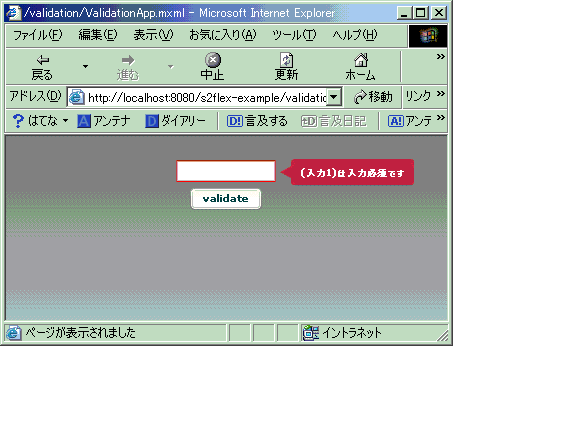 /validation/ValidationApp.mxml - Microsoft Internet Explorer
ファイル(F) 編集(E) 表示(V) お気に入り(A) ツール(T) ヘルプ(H)
戻る 進む 中止 更新 ホーム »
アドレス(D) http://localhost:8080/s2flex-example/validatio 移動 リンク »
? はてな A アンテナ D ダイアリー D! 言及する tD 言及日記 A! アンテ »
(入力1)は入力必須です
validate
ページが表示されました イントラネット